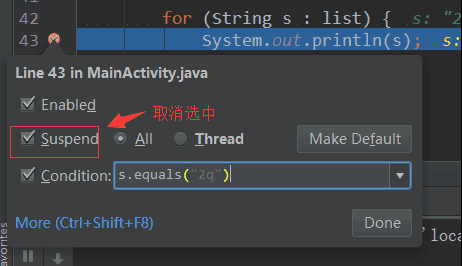 42 for (String s : list) { s: "2
43 System.out.println(s); s:
Line 43 in MainActivity.java
Enabled
取消选中
Suspend All Thread Make Default
Condition: s.equals("2q")
More (Ctrl+Shift+F8) Done
loca
avorites